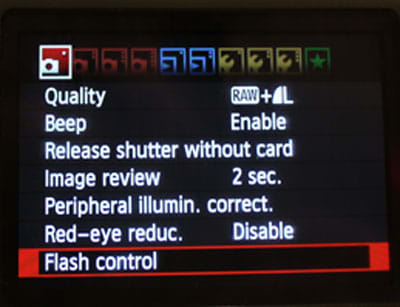 Quality RAW+L
Beep Enable
Release shutter without card
Image review 2 sec.
Peripheral illumin. correct.
Red-eye reduc. Disable
Flash control